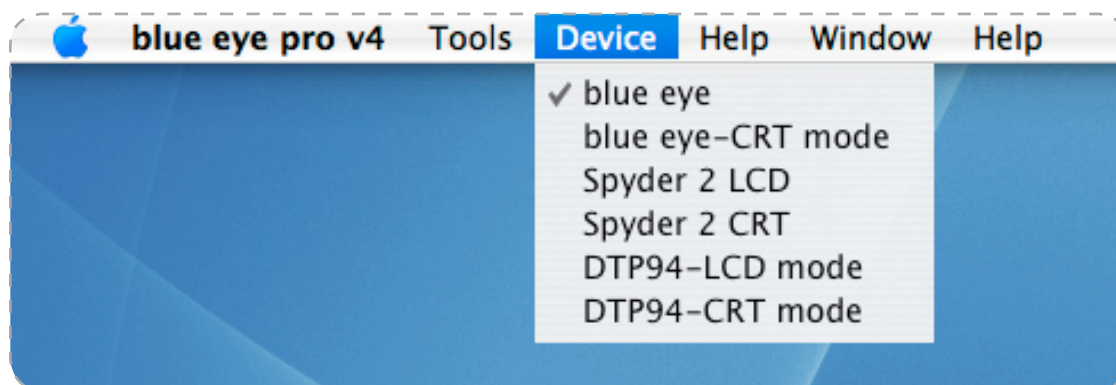 blue eye pro v4 Tools Device Help Window Help
✓ blue eye
blue eye-CRT mode
Spyder 2 LCD
Spyder 2 CRT
DTP94-LCD mode
DTP94-CRT mode